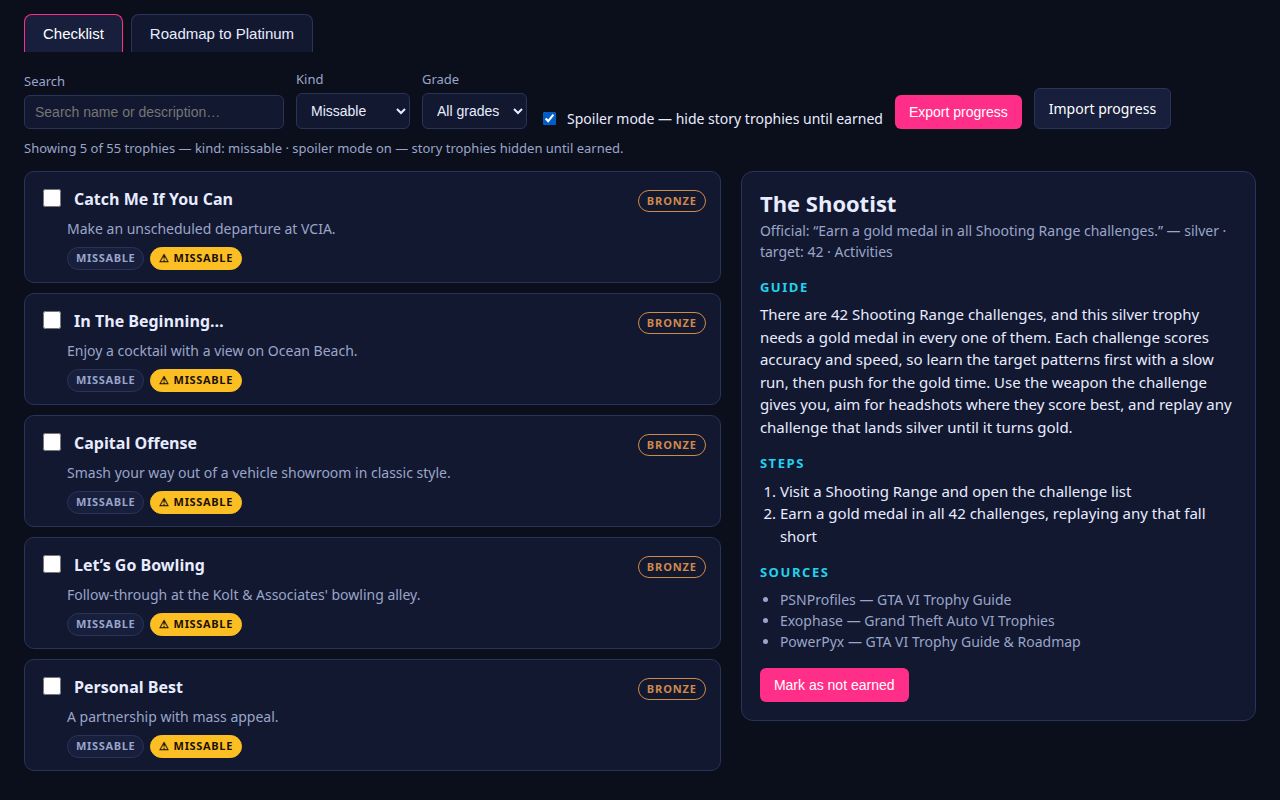 Checklist
Roadmap to Platinum
Search
Kind
Grade
Search name or description…
Missable
All grades
Spoiler mode — hide story trophies until earned
Export progress
Import progress
Showing 5 of 55 trophies — kind: missable · spoiler mode on — story trophies hidden until earned.
Catch Me If You Can
BRONZE
Make an unscheduled departure at VCIA.
MISSABLE
⚠ MISSABLE
In The Beginning…
BRONZE
Enjoy a cocktail with a view on Ocean Beach.
MISSABLE
⚠ MISSABLE
Capital Offense
BRONZE
Smash your way out of a vehicle showroom in classic style.
MISSABLE
⚠ MISSABLE
Let’s Go Bowling
BRONZE
Follow-through at the Kolt & Associates' bowling alley.
MISSABLE
⚠ MISSABLE
Personal Best
BRONZE
A partnership with mass appeal.
MISSABLE
⚠ MISSABLE
The Shootist
Official: “Earn a gold medal in all Shooting Range challenges.” — silver ·
target: 42 · Activities
GUIDE
There are 42 Shooting Range challenges, and this silver trophy
needs a gold medal in every one of them. Each challenge scores
accuracy and speed, so learn the target patterns first with a slow
run, then push for the gold time. Use the weapon the challenge
gives you, aim for headshots where they score best, and replay any
challenge that lands silver until it turns gold.
STEPS
1. Visit a Shooting Range and open the challenge list
2. Earn a gold medal in all 42 challenges, replaying any that fall
short
SOURCES
• PSNProfiles — GTA VI Trophy Guide
• Exophase — Grand Theft Auto VI Trophies
• PowerPyx — GTA VI Trophy Guide & Roadmap
Mark as not earned